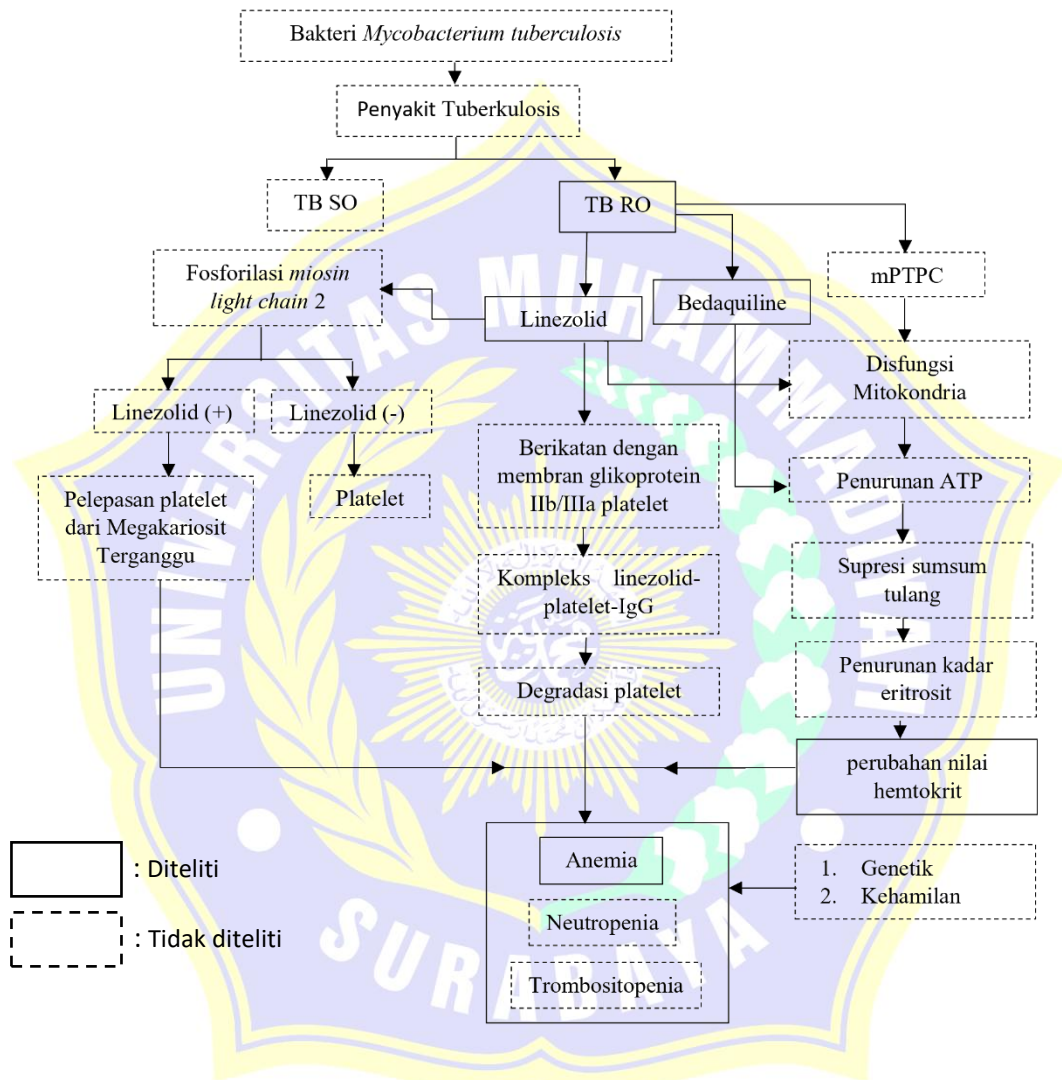 Bakteri Mycobacterium tuberculosis
Penyakit Tuberkulosis
TB SO
TB RO
Fosforilasi miosin
light chain 2
Linezolid
Bedaquiline
mPTPC
Disfungsi
Mitokondria
Linezolid (+)
Linezolid (-)
Berikatan dengan
membran glikoprotein
IIb/IIIa platelet
Penurunan ATP
Pelepasan platelet
dari Megakariosit
Terganggu
Platelet
Kompleks linezolid-
platelet-IgG
Supresi sumsum
tulang
Degradasi platelet
Penurunan kadar
eritrosit
perubahan nilai
hemtokrit
Anemia
Neutropenia
Trombositopenia
1. Genetik
2. Kehamilan
: Diteliti
: Tidak diteliti
UNIVERSITAS MUHAMMADIYAH
SURABAYA